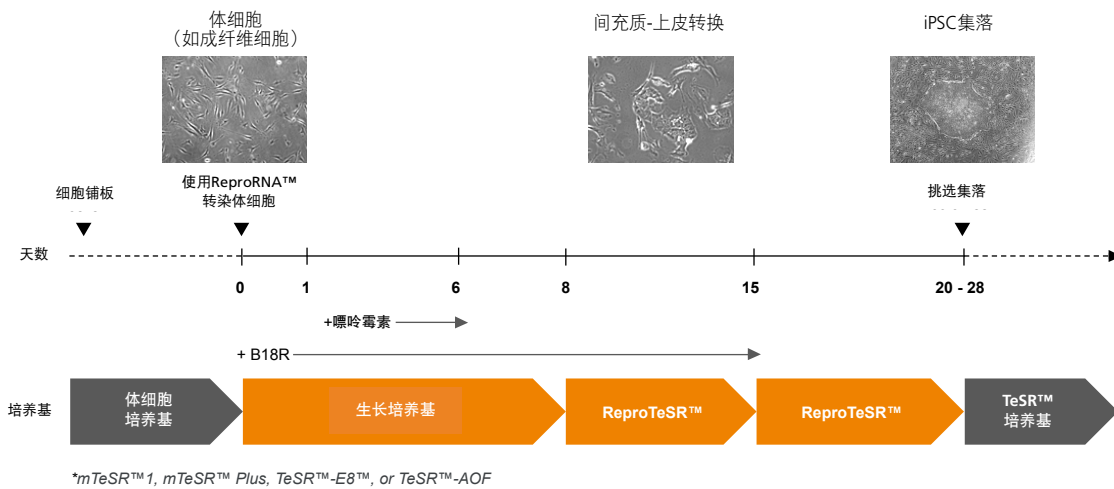 体细胞
（如成纤维细胞）
间充质-上皮转换
iPSC集落
细胞铺板
使用ReproRNA™
转染体细胞
挑选集落
天数
0
1
6
8
15
20 - 28
+嘌呤霉素
+ B18R
培养基
体细胞
培养基
生长培养基
ReproTeSR™
ReproTeSR™
TeSR™
培养基
*mTeSR™1, mTeSR™ Plus, TeSR™-E8™, or TeSR™-AOF